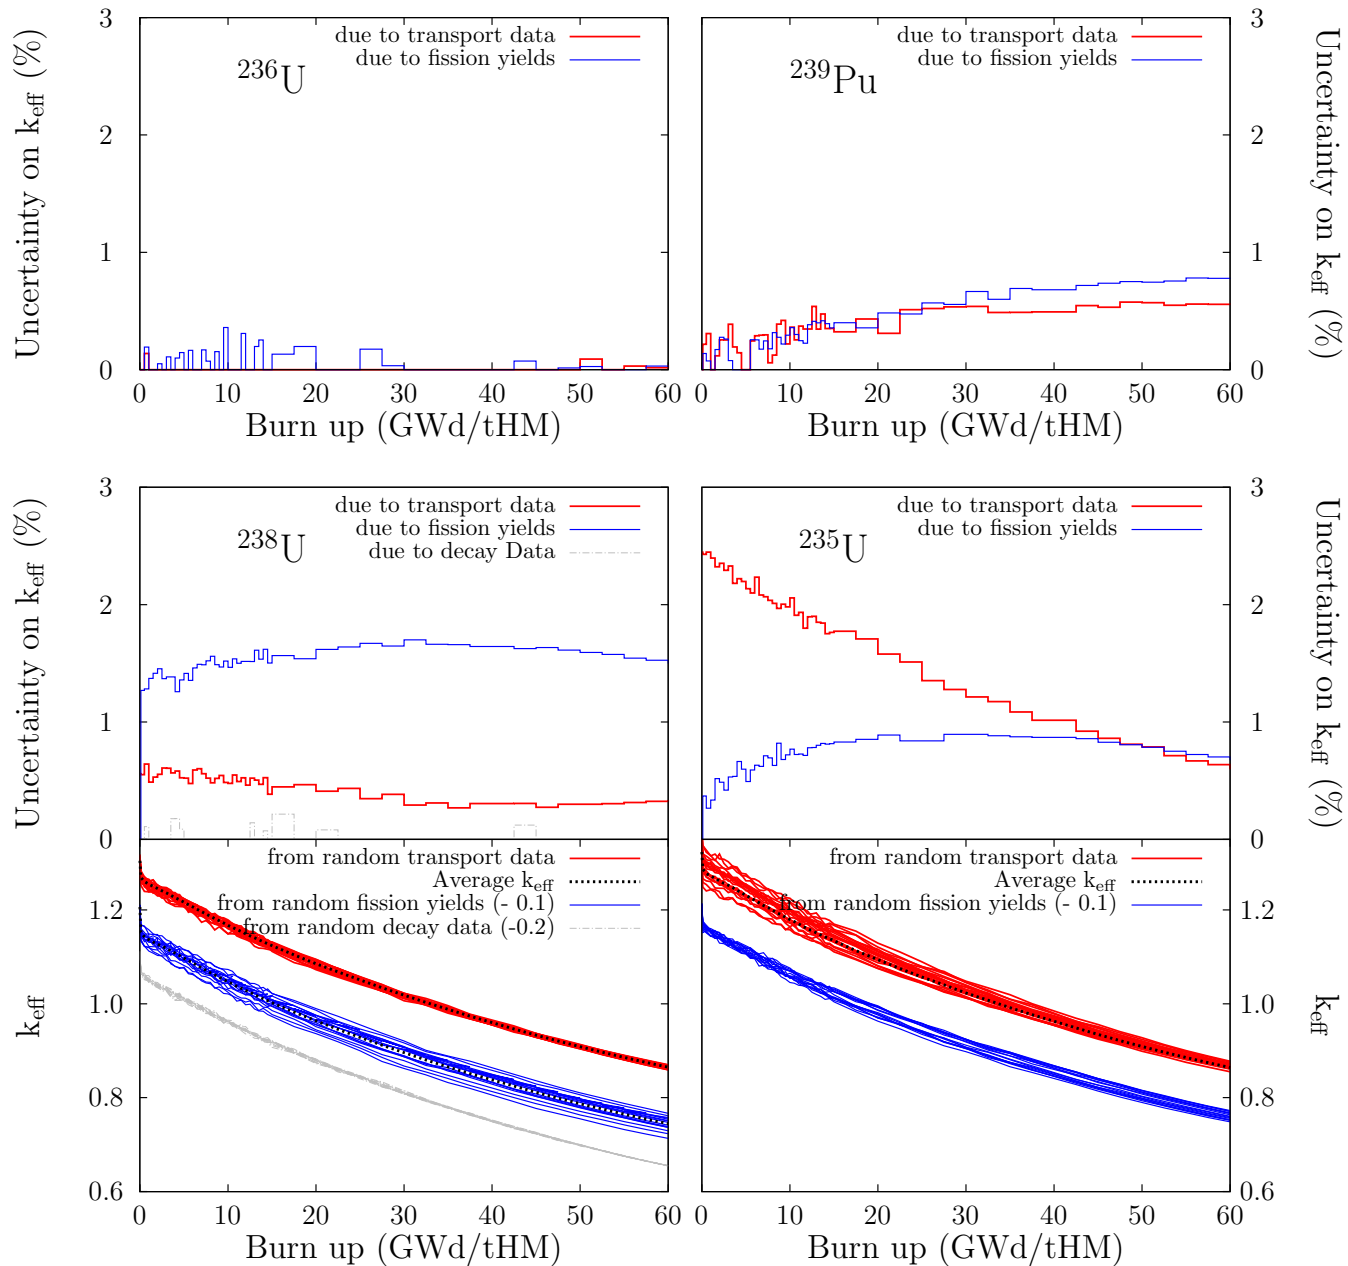 3
2
1
0
Uncertainty on k_eff (%)
due to transport data
due to fission yields
²³⁶U
0 10 20 30 40 50 60
Burn up (GWd/tHM)
due to transport data
due to fission yields
²³⁹Pu
3
2
1
0
Uncertainty on k_eff (%)
0 10 20 30 40 50 60
Burn up (GWd/tHM)
3
2
1
0
Uncertainty on k_eff (%)
due to transport data
due to fission yields
due to decay Data
²³⁸U
due to transport data
due to fission yields
²³⁵U
3
2
1
0
Uncertainty on k_eff (%)
from random transport data
Average k_eff
from random fission yields (- 0.1)
from random decay data (-0.2)
1.2
1.0
0.8
0.6
k_eff
0 10 20 30 40 50 60
Burn up (GWd/tHM)
from random transport data
Average k_eff
from random fission yields (- 0.1)
1.2
1.0
0.8
0.6
k_eff
0 10 20 30 40 50 60
Burn up (GWd/tHM)